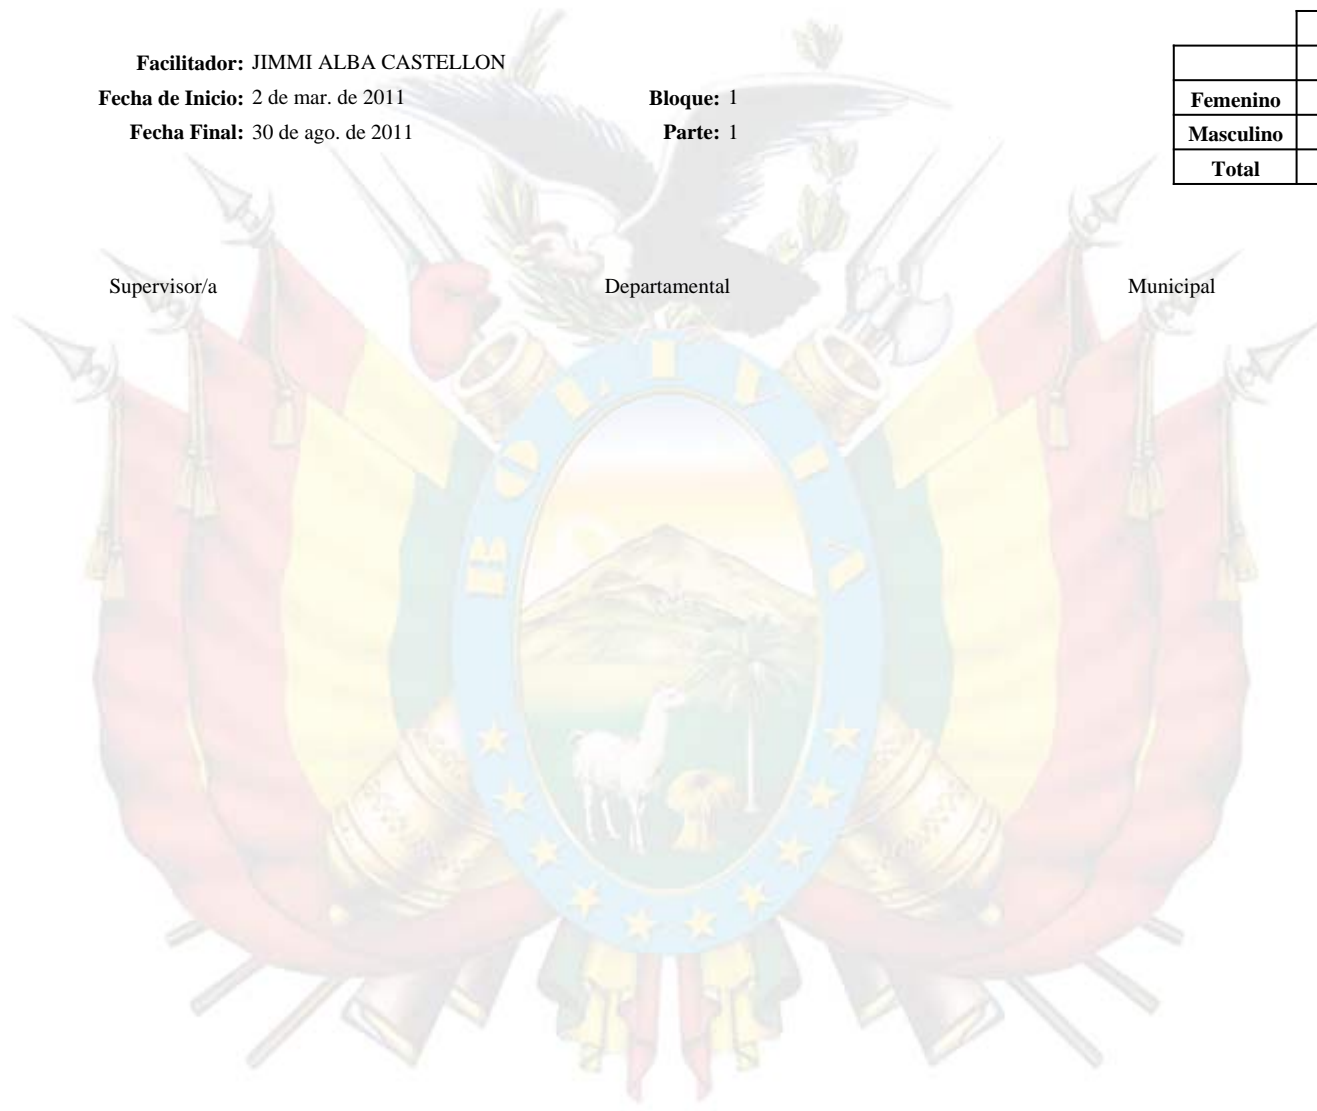 Facilitador: JIMMI ALBA CASTELLON
Fecha de Inicio: 2 de mar. de 2011 Bloque: 1
Fecha Final: 30 de ago. de 2011 Parte: 1
Femenino
Masculino
Total
Supervisor/a Departamental Municipal
BOLIVIA